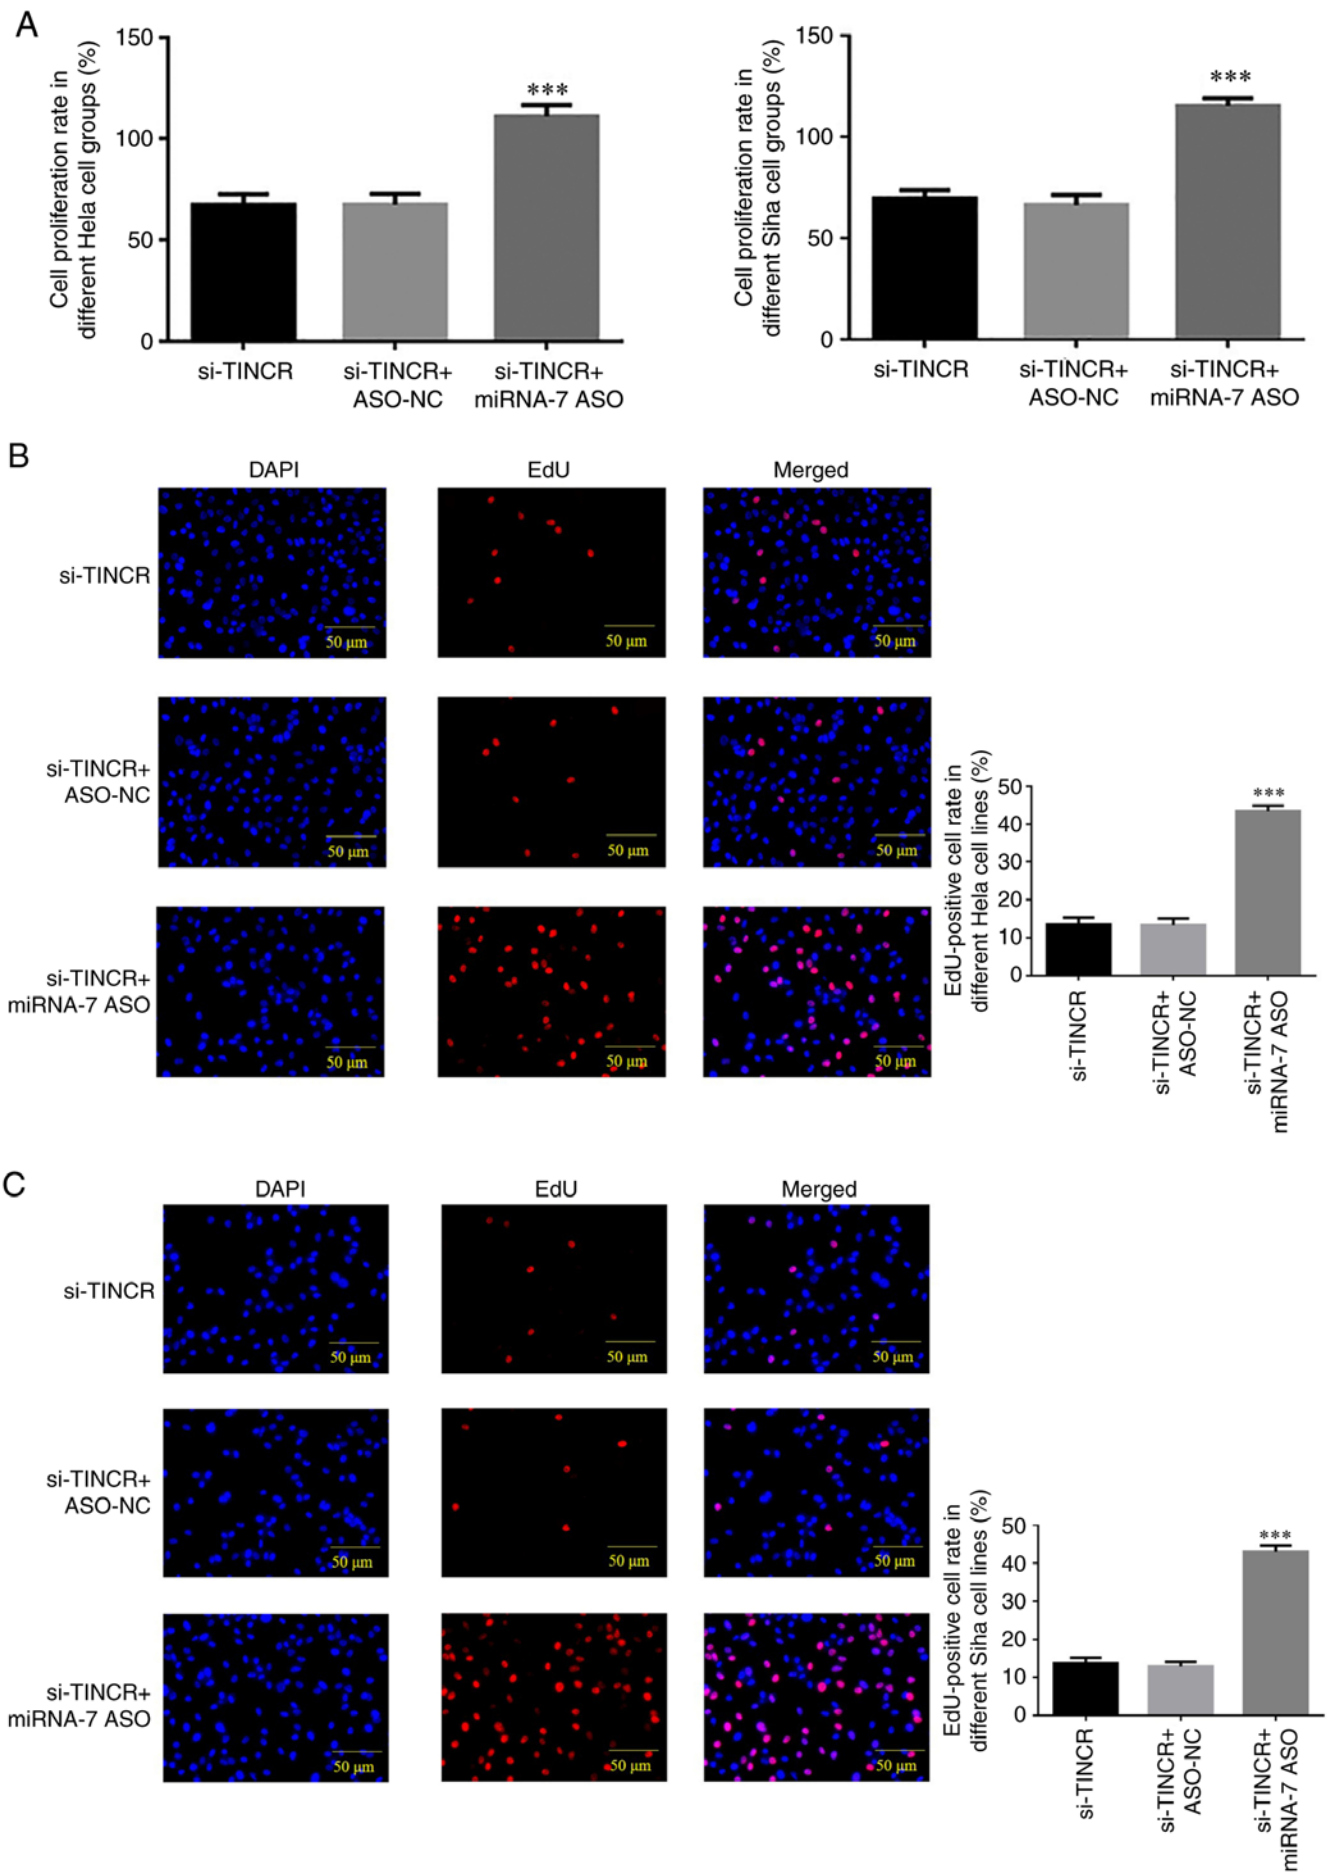 A
Cell proliferation rate in
different Hela cell groups (%)
150
100
50
0
***
si-TINCR
si-TINCR+
ASO-NC
si-TINCR+
miRNA-7 ASO
Cell proliferation rate in
different Siha cell groups (%)
150
100
50
0
***
si-TINCR
si-TINCR+
ASO-NC
si-TINCR+
miRNA-7 ASO
B
DAPI
EdU
Merged
si-TINCR
50 μm
50 μm
50 μm
si-TINCR+
ASO-NC
50 μm
50 μm
50 μm
si-TINCR+
miRNA-7 ASO
50 μm
50 μm
50 μm
EdU-positive cell rate in
different Hela cell lines (%)
50
40
30
20
10
0
***
si-TINCR
si-TINCR+
ASO-NC
si-TINCR+
miRNA-7 ASO
C
DAPI
EdU
Merged
si-TINCR
50 μm
50 μm
50 μm
si-TINCR+
ASO-NC
50 μm
50 μm
50 μm
si-TINCR+
miRNA-7 ASO
50 μm
50 μm
50 μm
EdU-positive cell rate in
different Siha cell lines (%)
50
40
30
20
10
0
***
si-TINCR
si-TINCR+
ASO-NC
si-TINCR+
miRNA-7 ASO